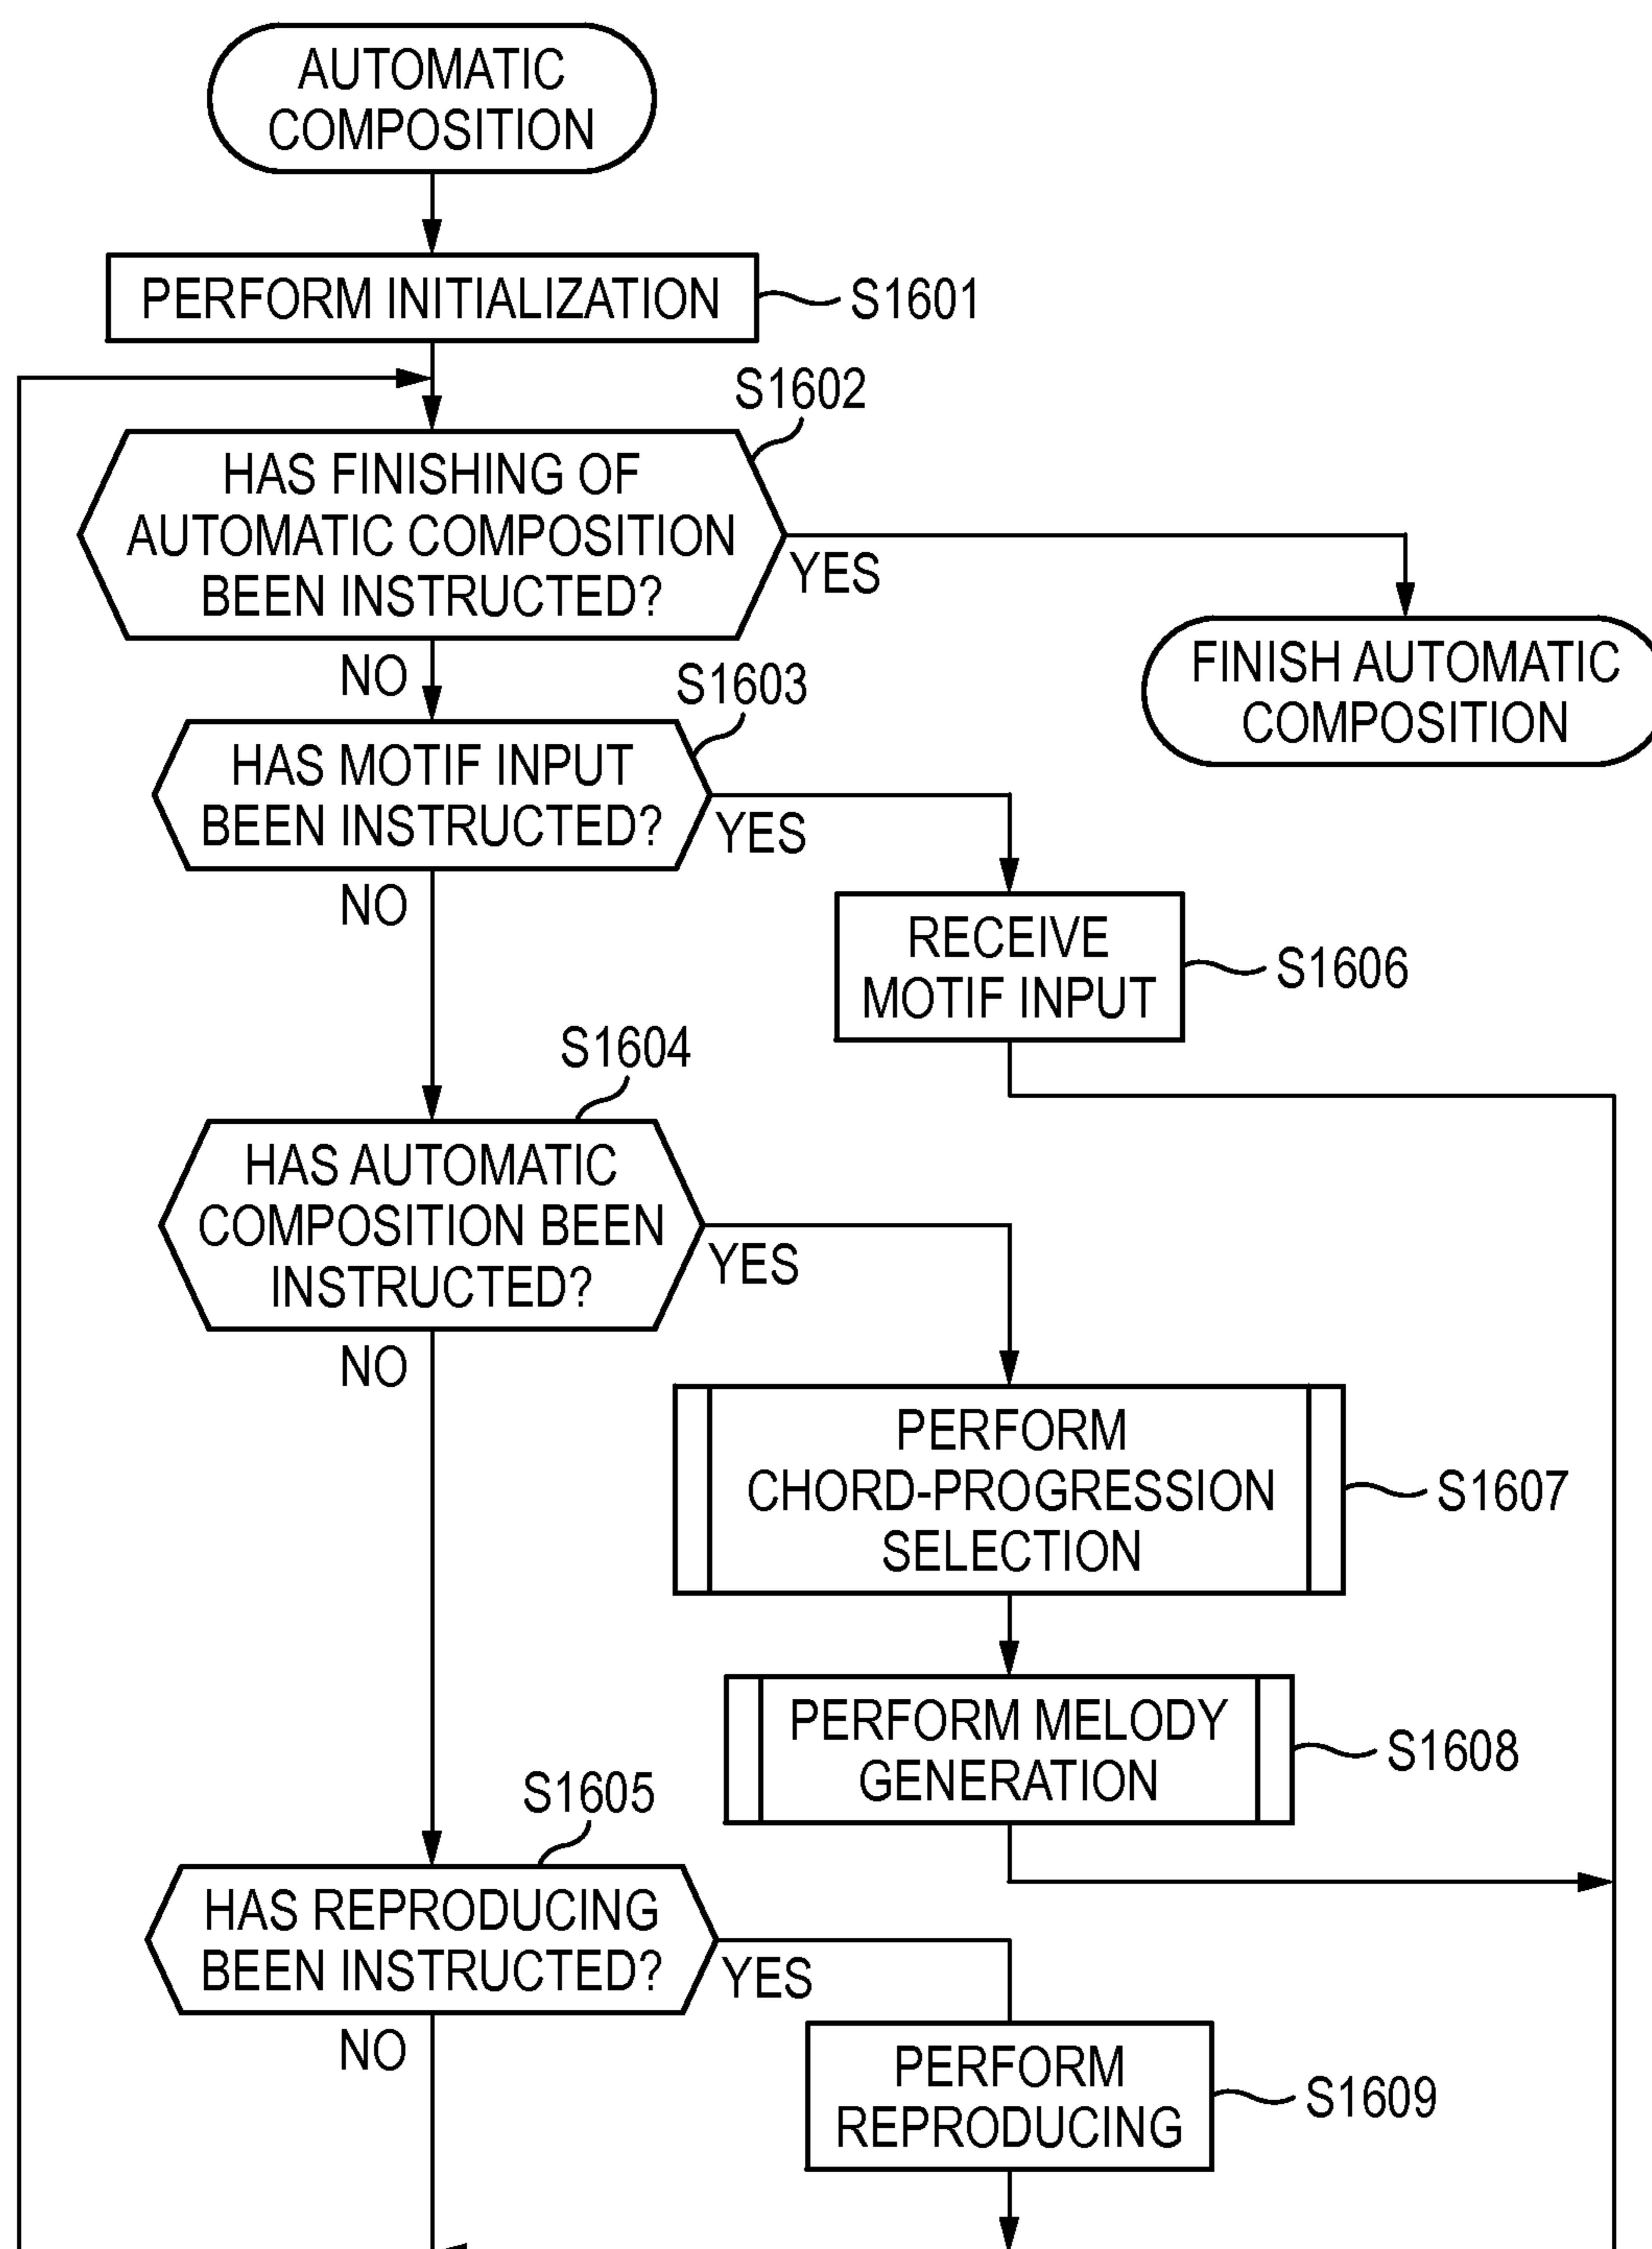 AUTOMATIC
COMPOSITION
PERFORM INITIALIZATION
S1601
S1602
HAS FINISHING OF
AUTOMATIC COMPOSITION
BEEN INSTRUCTED?
YES
NO
FINISH AUTOMATIC
COMPOSITION
S1603
HAS MOTIF INPUT
BEEN INSTRUCTED?
YES
NO
RECEIVE
MOTIF INPUT
S1606
S1604
HAS AUTOMATIC
COMPOSITION BEEN
INSTRUCTED?
YES
NO
PERFORM
CHORD-PROGRESSION
SELECTION
S1607
PERFORM MELODY
GENERATION
S1608
S1605
HAS REPRODUCING
BEEN INSTRUCTED?
YES
NO
PERFORM
REPRODUCING
S1609